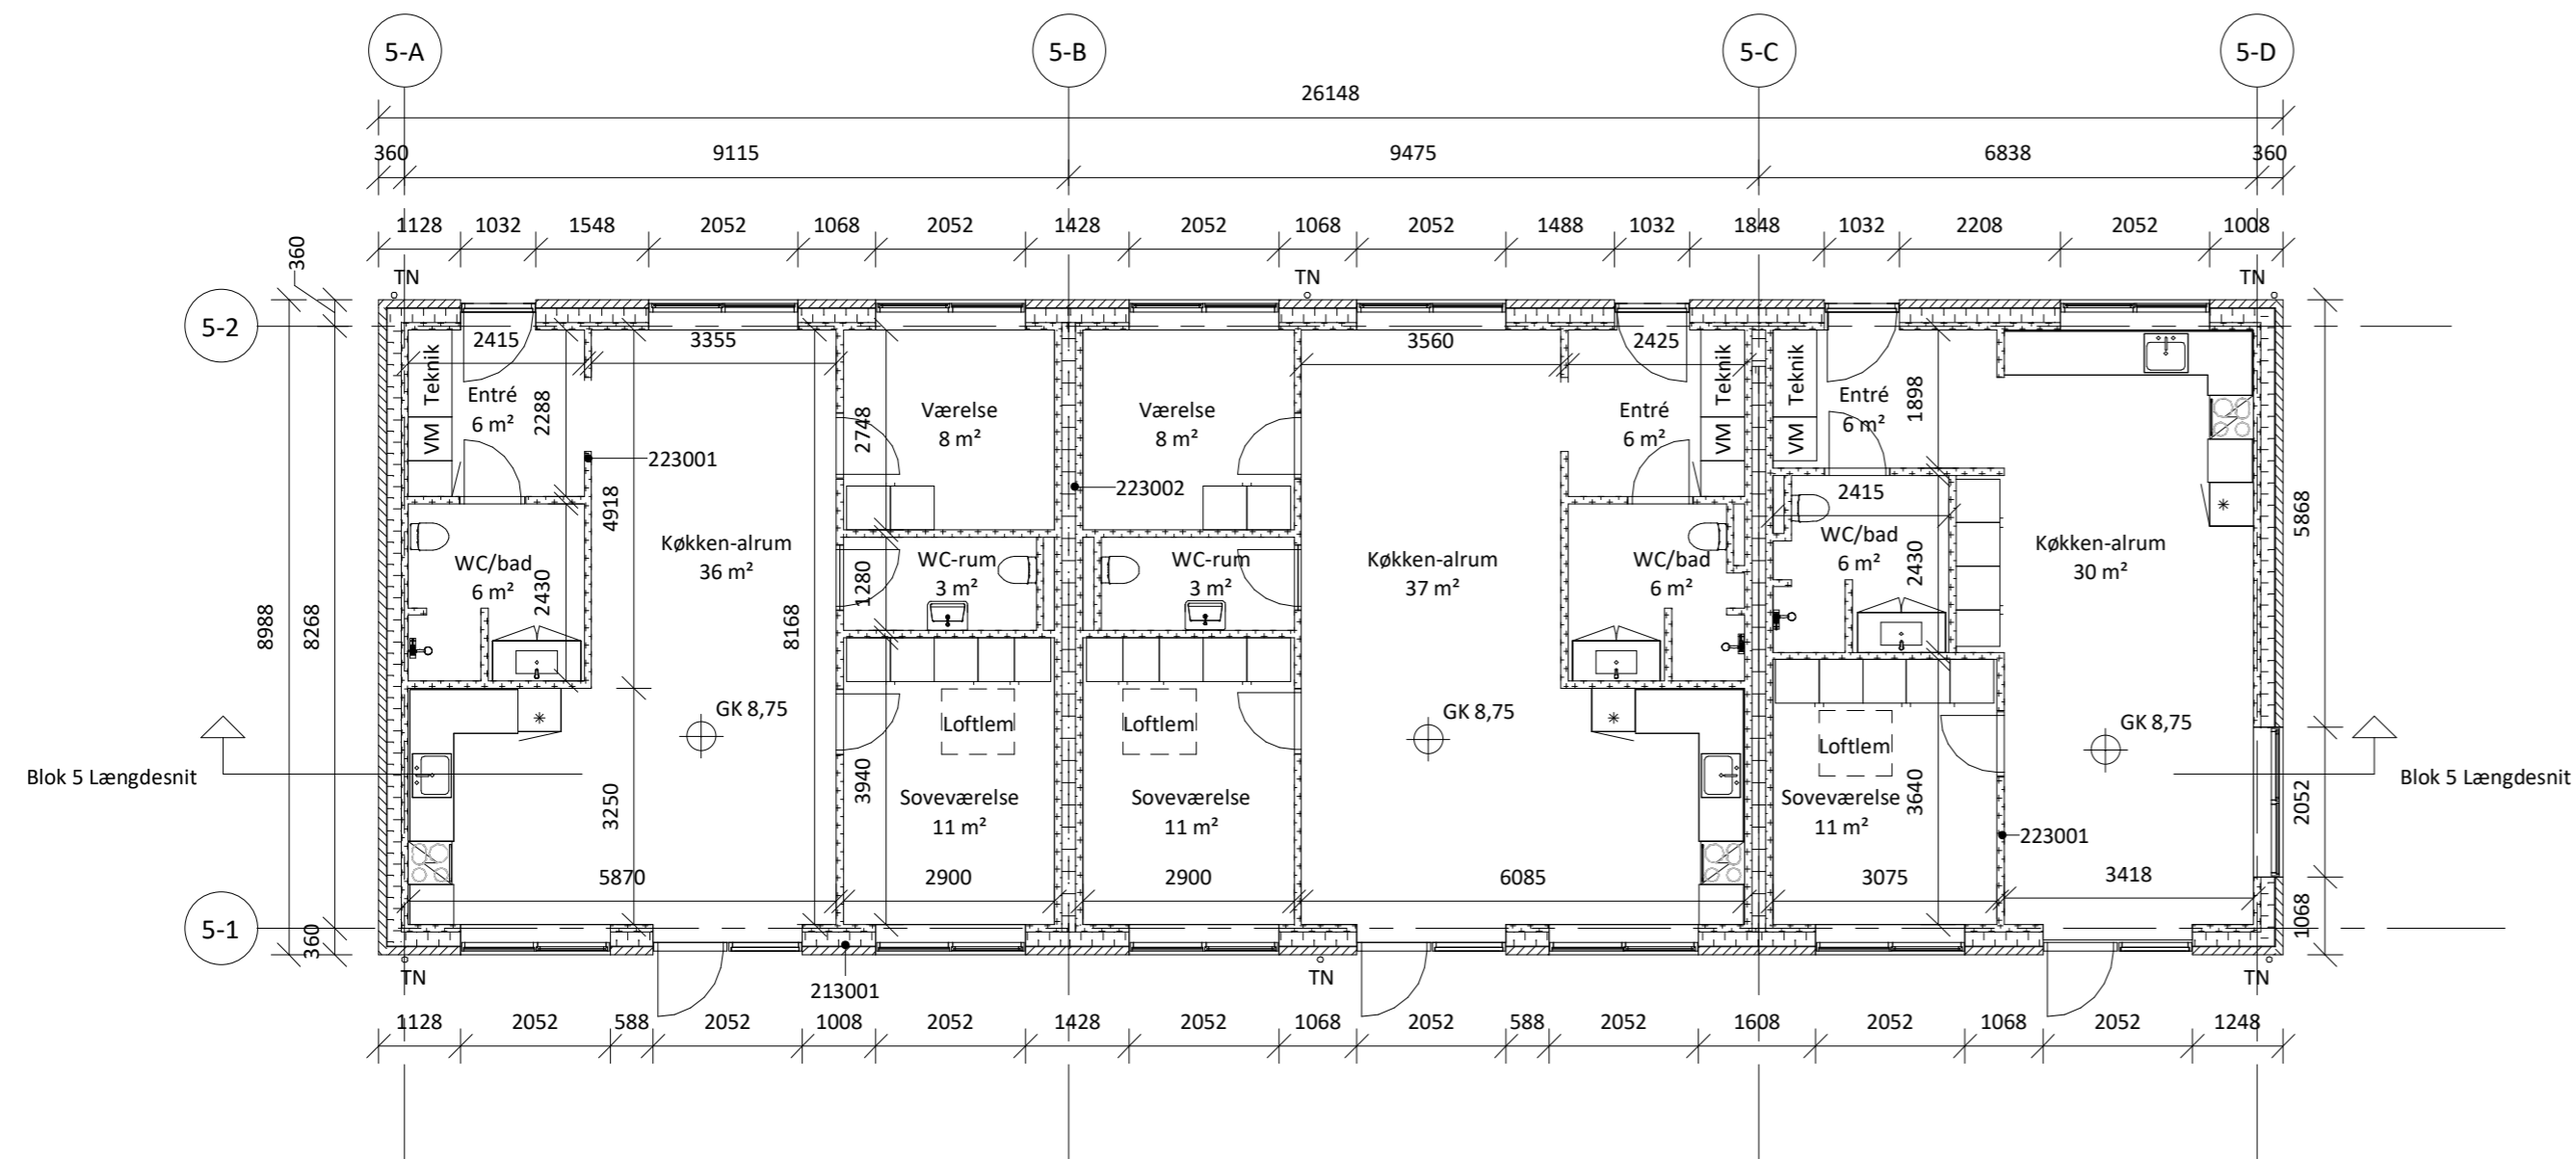 5-A
5-B
5-C
5-D
26148
360
9115
9475
6838
360
1128
1032
1548
2052
1068
2052
1428
2052
1068
2052
1488
1032
1848
1032
2208
2052
1008
360
TN
TN
TN
5-2
2415
3355
3560
2425
Teknik
Entré
6 m²
2288
VM
2748
Værelse
8 m²
Værelse
8 m²
Entré
6 m²
Teknik
VM
Teknik
VM
Entré
6 m²
1898
223001
223002
2415
4918
5868
WC/bad
6 m²
2430
Køkken-alrum
36 m²
1280
WC-rum
3 m²
WC-rum
3 m²
Køkken-alrum
37 m²
WC/bad
6 m²
WC/bad
6 m²
2430
Køkken-alrum
30 m²
8988
8268
8168
GK 8,75
Loftlem
Loftlem
GK 8,75
Loftlem
GK 8,75
Blok 5 Længdesnit
Blok 5 Længdesnit
3250
3940
Soveværelse
11 m²
Soveværelse
11 m²
Soveværelse
11 m²
3640
2052
223001
5870
2900
2900
6085
3075
3418
5-1
360
1068
TN
TN
TN
213001
1128
2052
588
2052
1008
2052
1428
2052
1068
2052
588
2052
1608
2052
1068
2052
1248